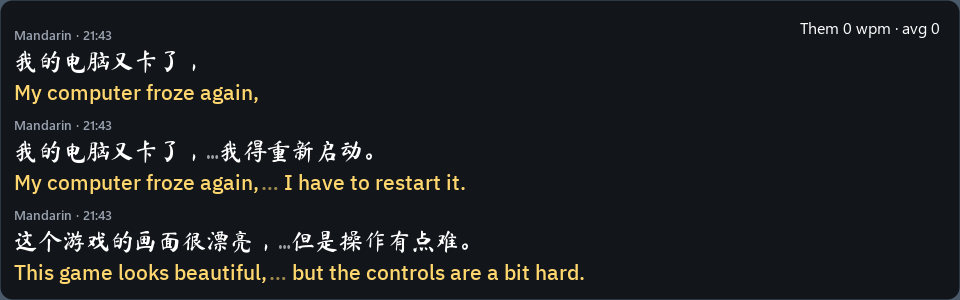 Them 0 wpm · avg 0
Mandarin · 21:43
我的电脑又卡了，
My computer froze again,
Mandarin · 21:43
我的电脑又卡了，…我得重新启动。
My computer froze again,… I have to restart it.
Mandarin · 21:43
这个游戏的画面很漂亮，…但是操作有点难。
This game looks beautiful,… but the controls are a bit hard.